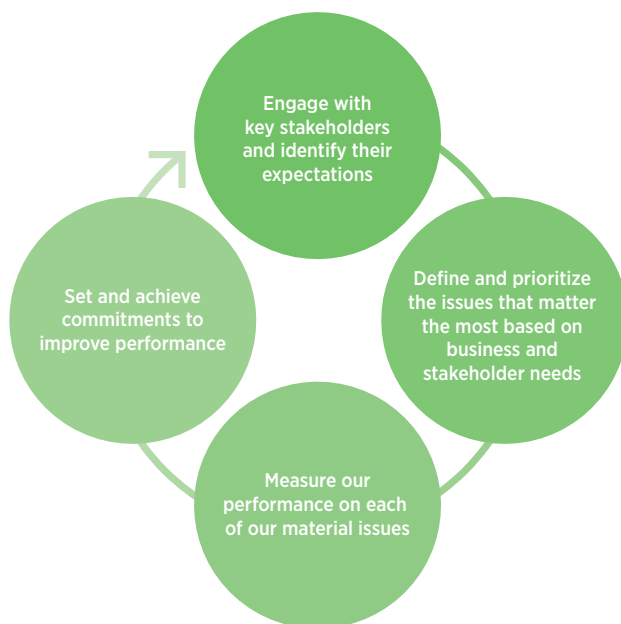 Engage with
key stakeholders
and identify their
expectations
Define and prioritize
the issues that matter
the most based on
business and
stakeholder needs
Measure our
performance on each
of our material issues
Set and achieve
commitments to
improve performance